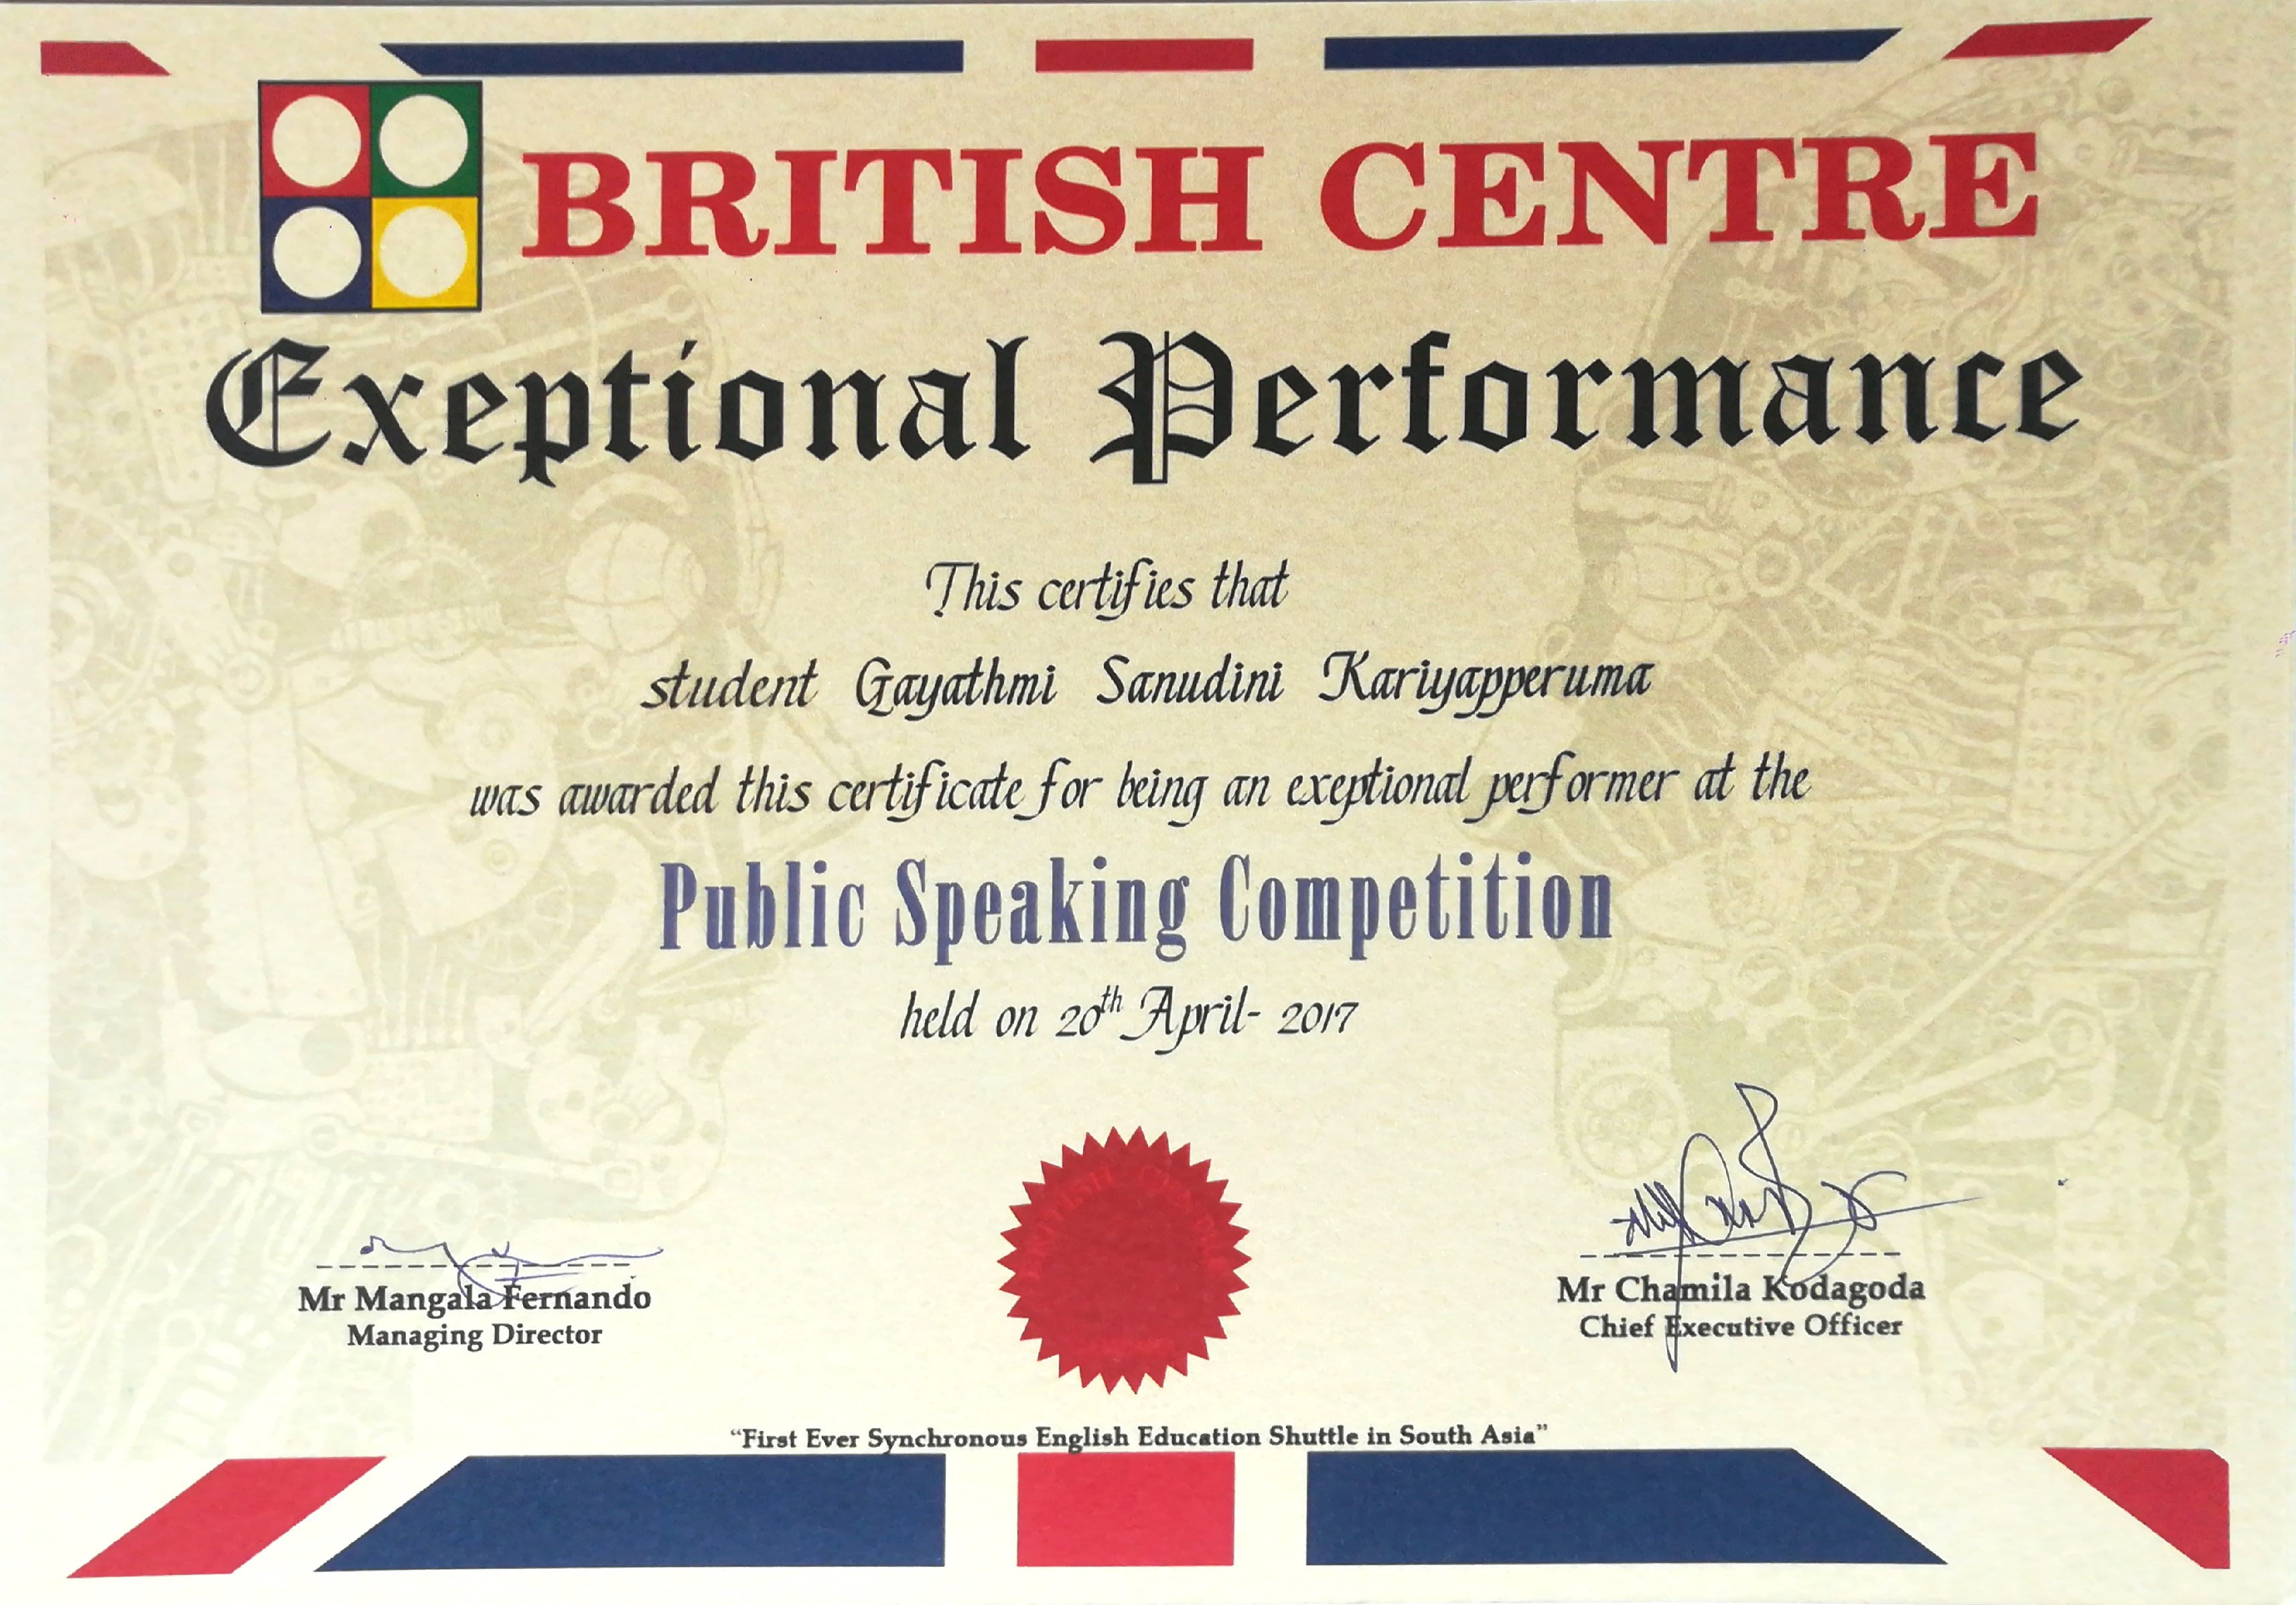 BRITISH CENTRE
Exeptional Performance
This certifies that
student Gayathmi Sanudini Kariyapperuma
was awarded this certificate for being an exeptional performer at the
Public Speaking Competition
held on 20th April- 2017
Mr Mangala Fernando
Managing Director
Mr Chamila Kodagoda
Chief Executive Officer
“First Ever Synchronous English Education Shuttle in South Asia”